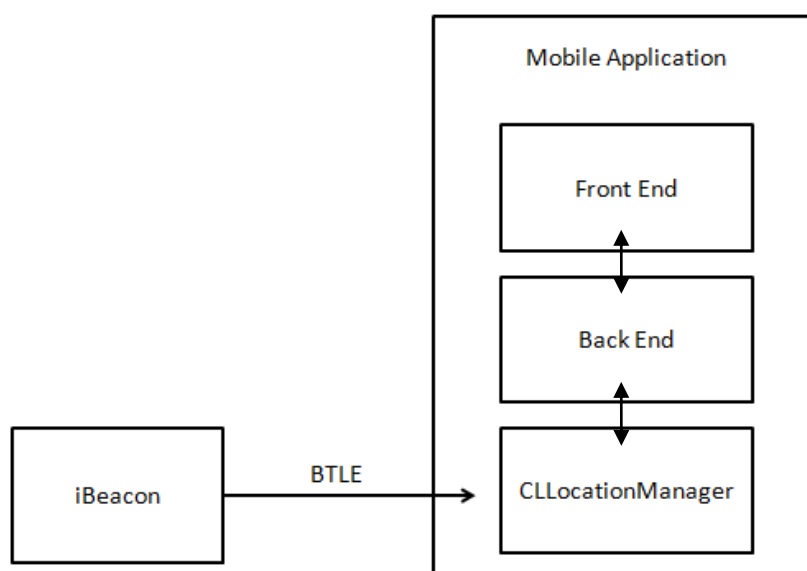 Mobile Application
Front End
Back End
iBeacon
BTLE
CLLocationManager